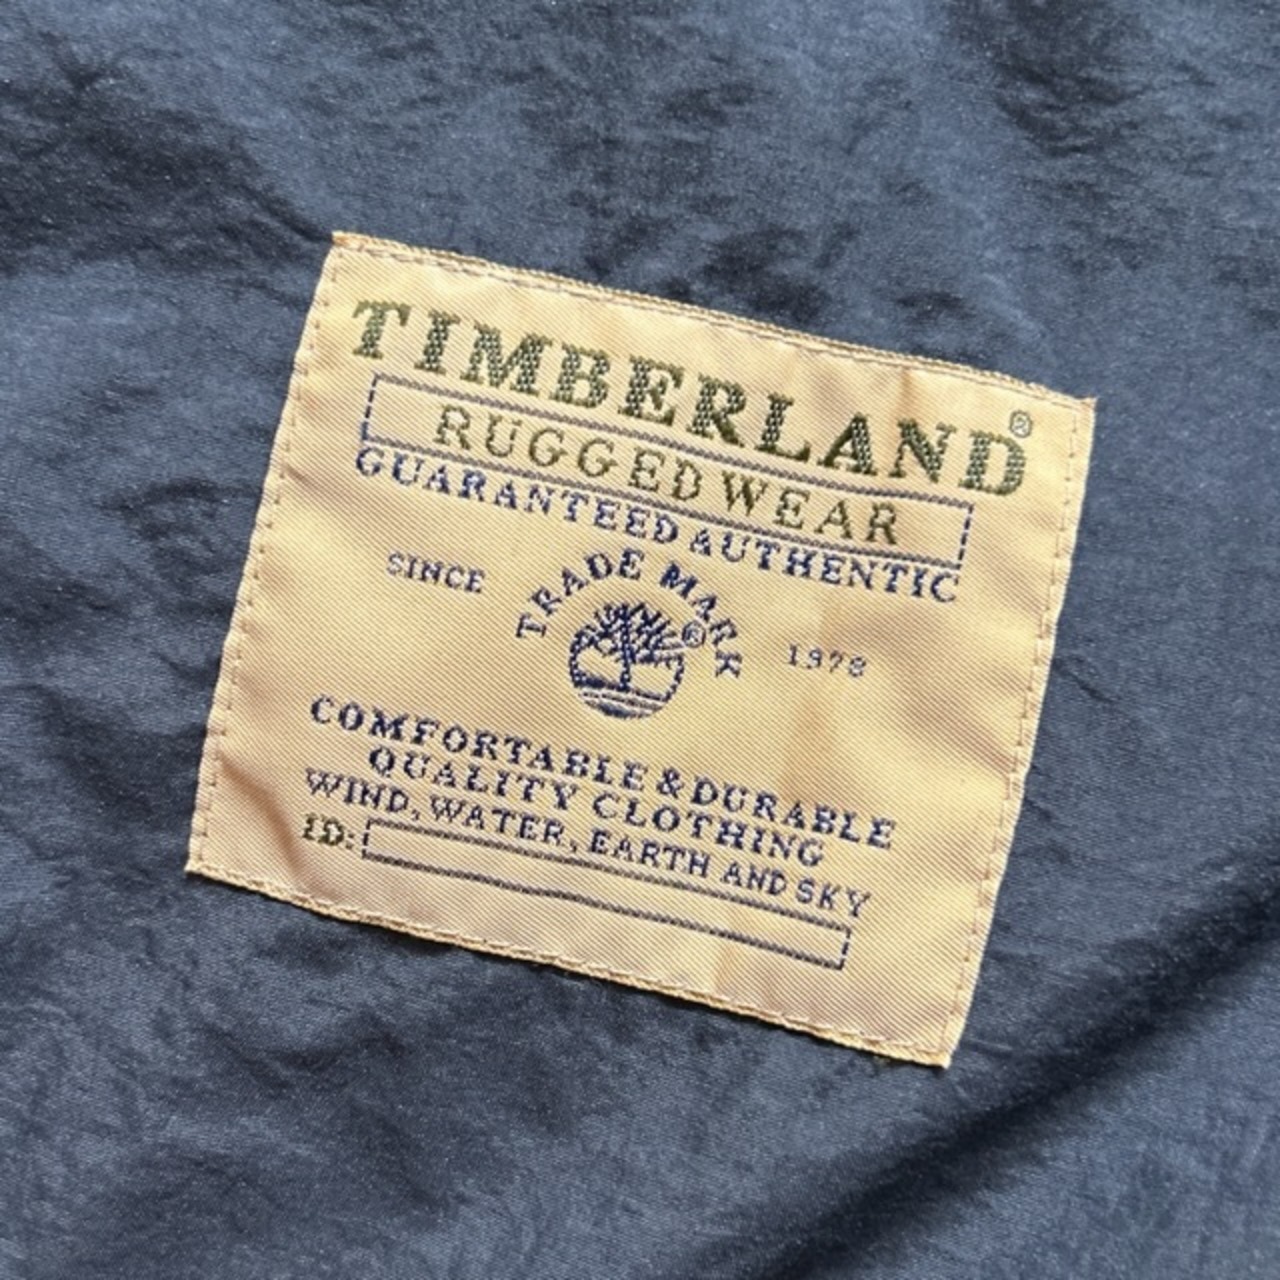 TIMBERLAND®
RUGGED WEAR
GUARANTEED AUTHENTIC
SINCE
TRADE MARK
®
1978
COMFORTABLE & DURABLE
QUALITY CLOTHING
WIND, WATER, EARTH AND SKY
ID: